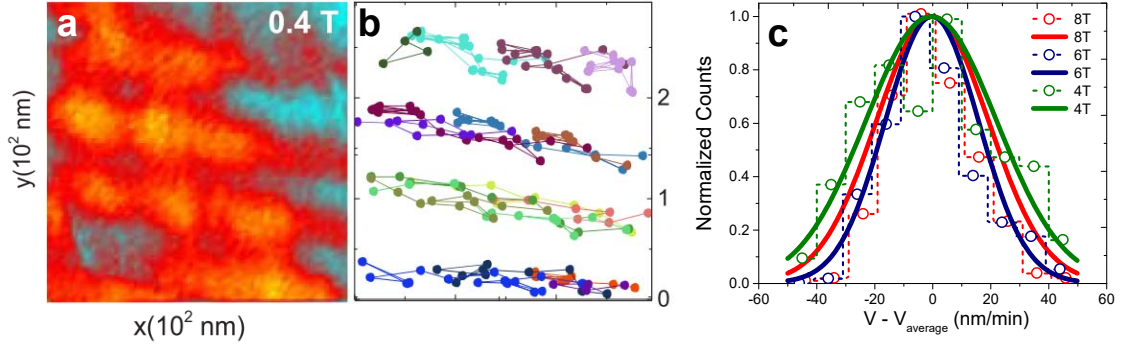 a
0.4 T
y(10² nm)
x(10² nm)
b
2
1
0
c
Normalized Counts
1.0
0.8
0.6
0.4
0.2
0.0
-60
-40
-20
0
20
40
60
V - V_average (nm/min)
8T
8T
6T
6T
4T
4T